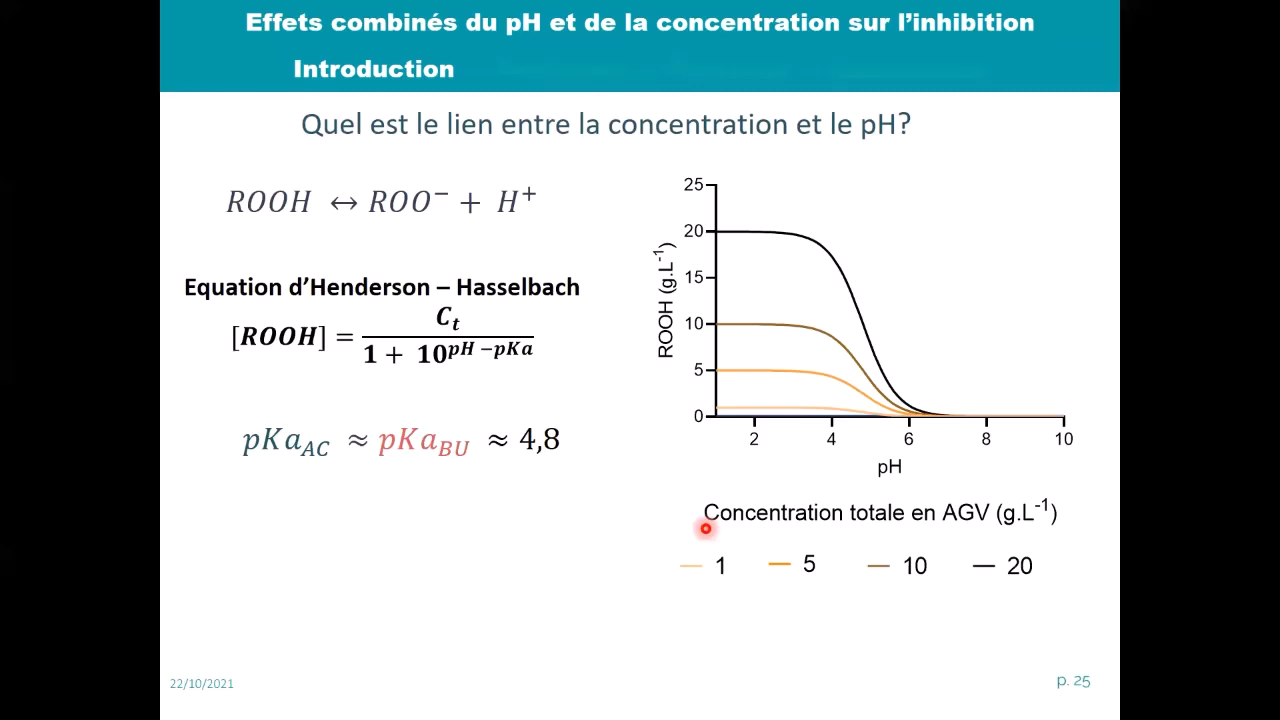 Effets combinés du pH et de la concentration sur l’inhibition
Introduction
Quel est le lien entre la concentration et le pH?
ROOH ↔ ROO⁻ + H⁺
Equation d’Henderson – Hasselbach
[ROOH] = Cₜ / (1 + 10^(pH −pKa))
pKa_AC ≈ pKa_BU ≈ 4,8
ROOH (g.L⁻¹)
25
20
15
10
5
0
2 4 6 8 10
pH
Concentration totale en AGV (g.L⁻¹)
1 5 10 20
22/10/2021
p. 25